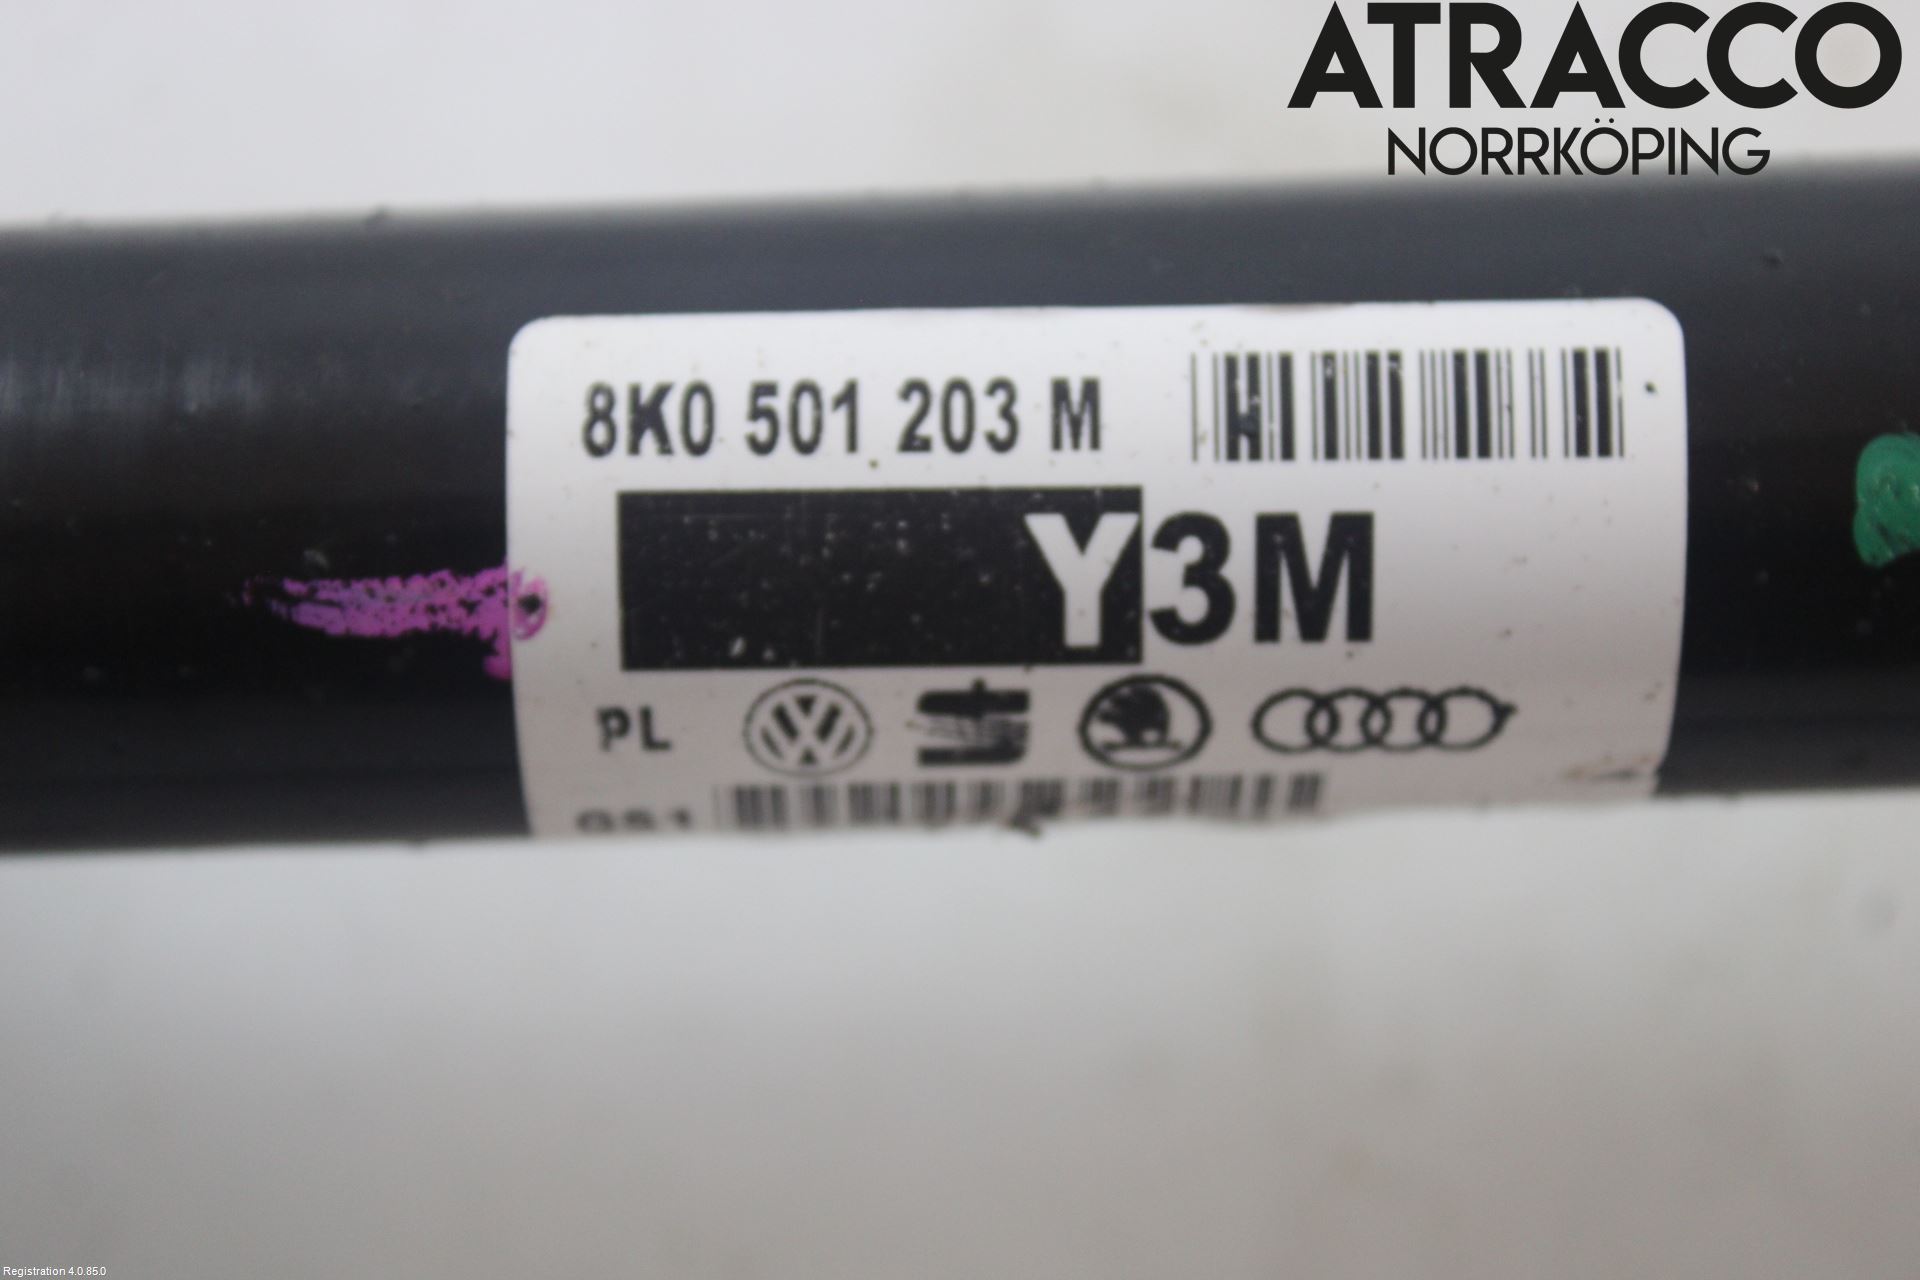 ATRACCO
NORRKÖPING
8K0 501 203 M
Y3M
PL
Registration 4.0.85.0